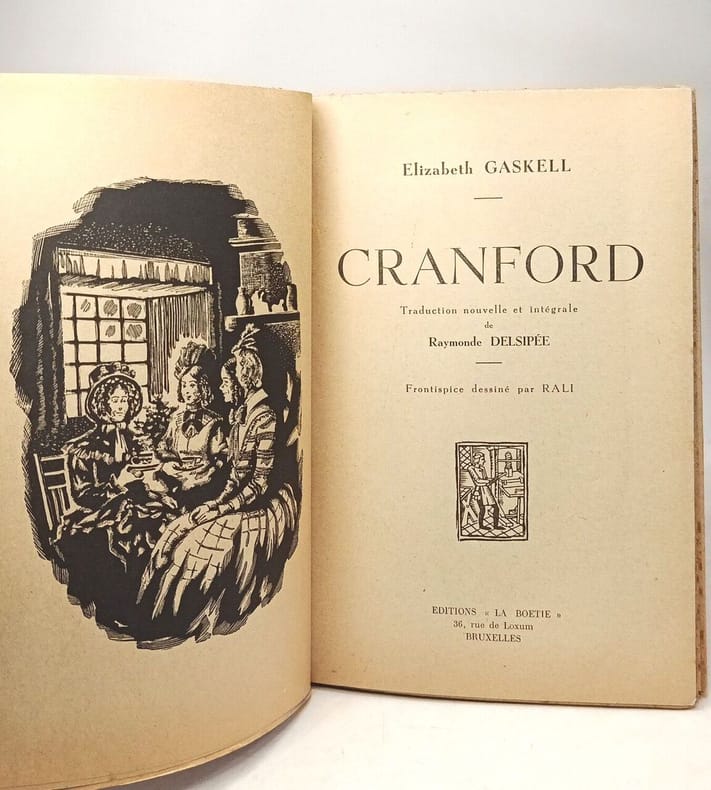 Elizabeth GASKELL
CRANFORD
Traduction nouvelle et intégrale
de
Raymonde DELSIPÉE
Frontispice dessiné par RALI
EDITIONS « LA BOETIE »
36, rue de Loxum
BRUXELLES